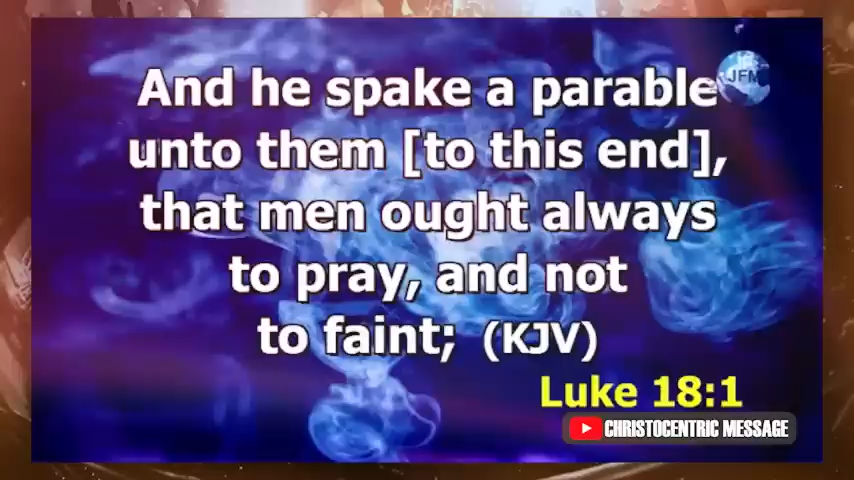 And he spake a parable
unto them [to this end],
that men ought always
to pray, and not
to faint; (KJV)
Luke 18:1
JFM
CHRISTOCENTRIC MESSAGE